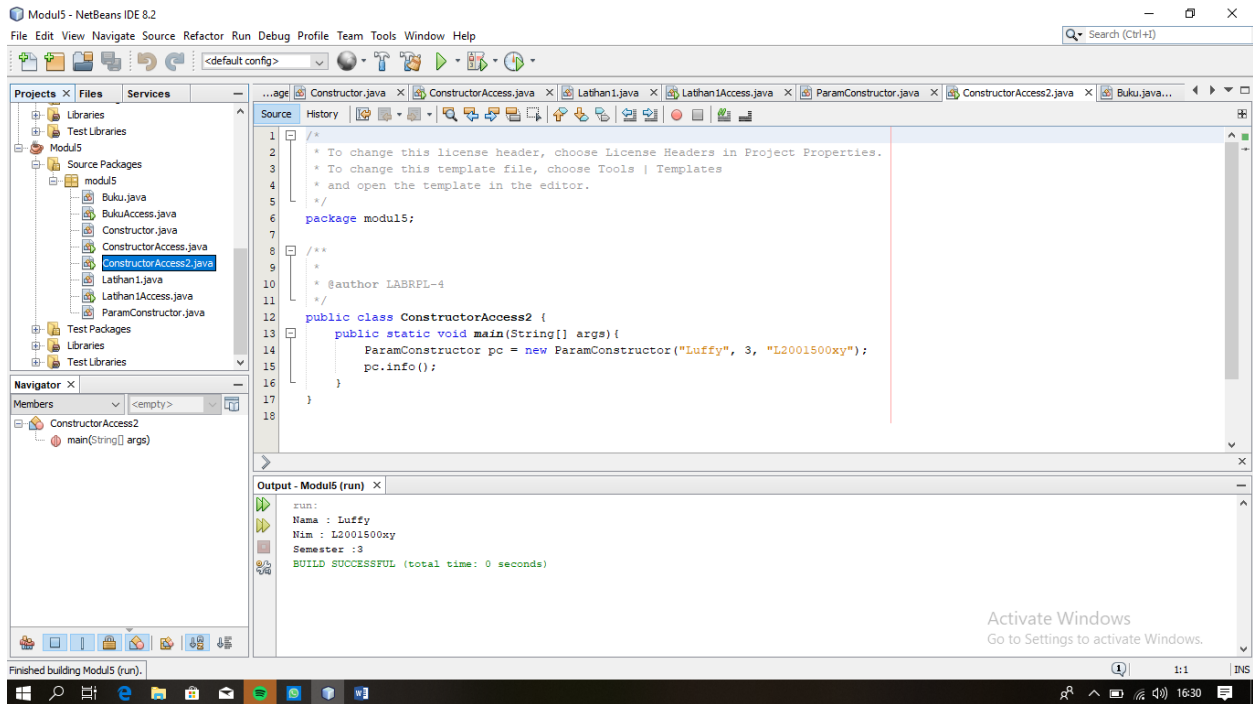 Modul5 - NetBeans IDE 8.2
File Edit View Navigate Source Refactor Run Debug Profile Team Tools Window Help
Search (Ctrl+I)
<default config>
Projects Files Services
Libraries
Test Libraries
Modul5
Source Packages
modul5
Buku.java
BukuAccess.java
Constructor.java
ConstructorAccess.java
ConstructorAccess2.java
Latihan1.java
Latihan1Access.java
ParamConstructor.java
Test Packages
Libraries
Test Libraries
Navigator
Members <empty>
ConstructorAccess2
main(String[] args)
...age Constructor.java ConstructorAccess.java Latihan1.java Latihan1Access.java ParamConstructor.java ConstructorAccess2.java Buku.java...
Source History
1 /*
2 * To change this license header, choose License Headers in Project Properties.
3 * To change this template file, choose Tools | Templates
4 * and open the template in the editor.
5 */
6 package modul5;
7
8 /**
9 *
10 * @author LABRPL-4
11 */
12 public class ConstructorAccess2 {
13 public static void main(String[] args){
14 ParamConstructor pc = new ParamConstructor("Luffy", 3, "L2001500xy");
15 pc.info();
16 }
17 }
18
Output - Modul5 (run)
run:
Nama : Luffy
Nim : L2001500xy
Semester :3
BUILD SUCCESSFUL (total time: 0 seconds)
Activate Windows
Go to Settings to activate Windows.
Finished building Modul5 (run).
1 1:1 INS
16:30